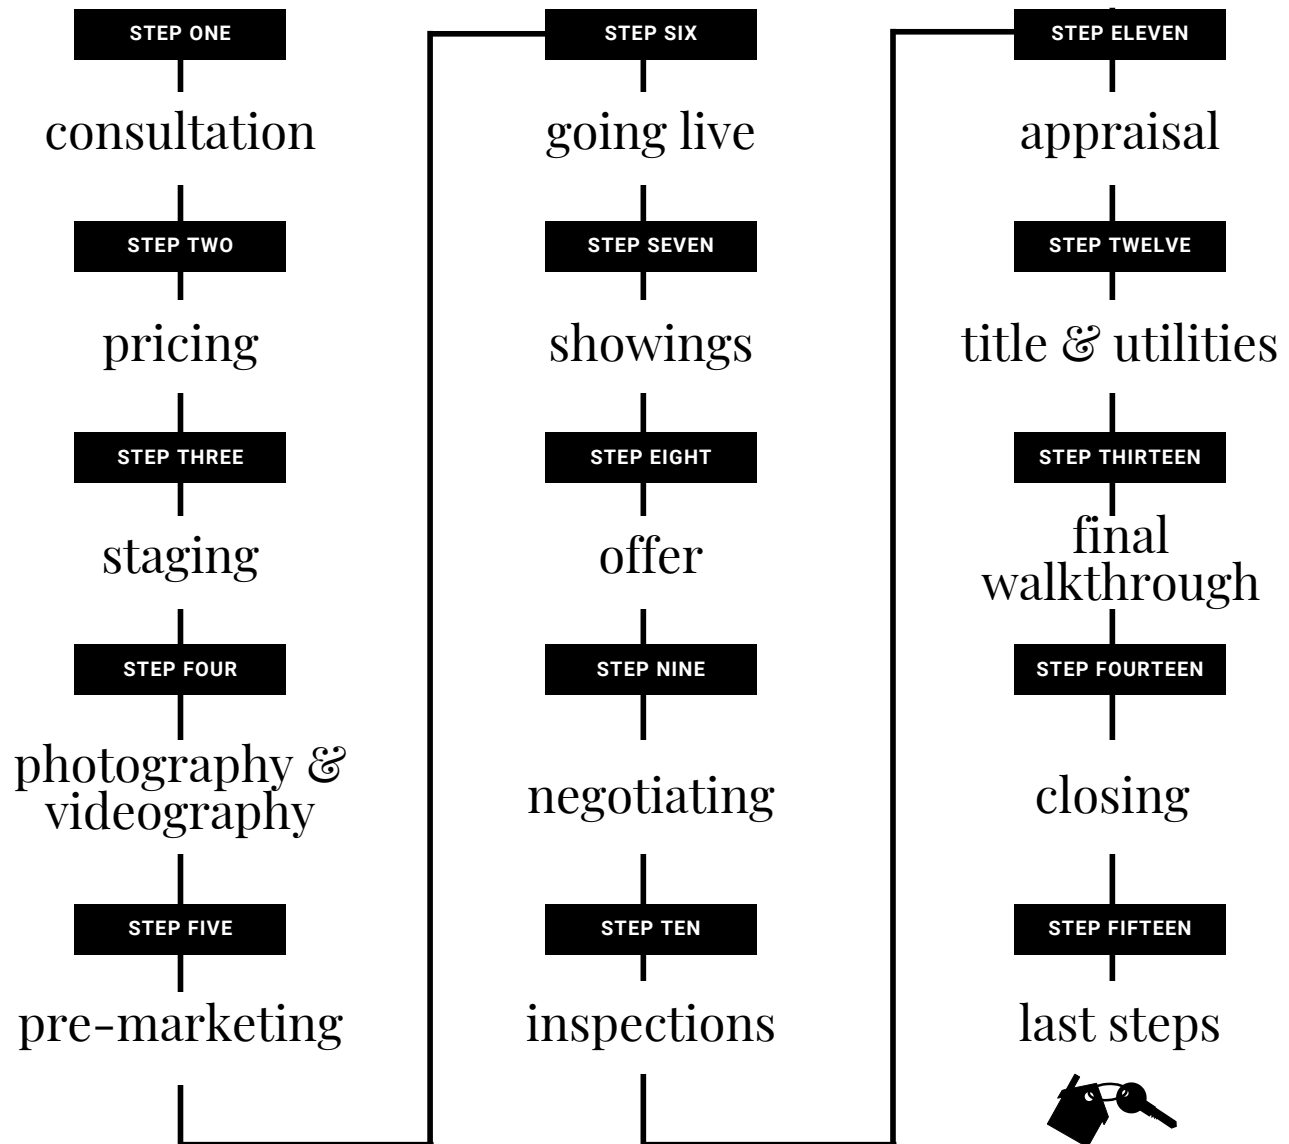 STEP ONE
consultation
STEP TWO
pricing
STEP THREE
staging
STEP FOUR
photography &
videography
STEP FIVE
pre-marketing
STEP SIX
going live
STEP SEVEN
showings
STEP EIGHT
offer
STEP NINE
negotiating
STEP TEN
inspections
STEP ELEVEN
appraisal
STEP TWELVE
title & utilities
STEP THIRTEEN
final
walkthrough
STEP FOURTEEN
closing
STEP FIFTEEN
last steps